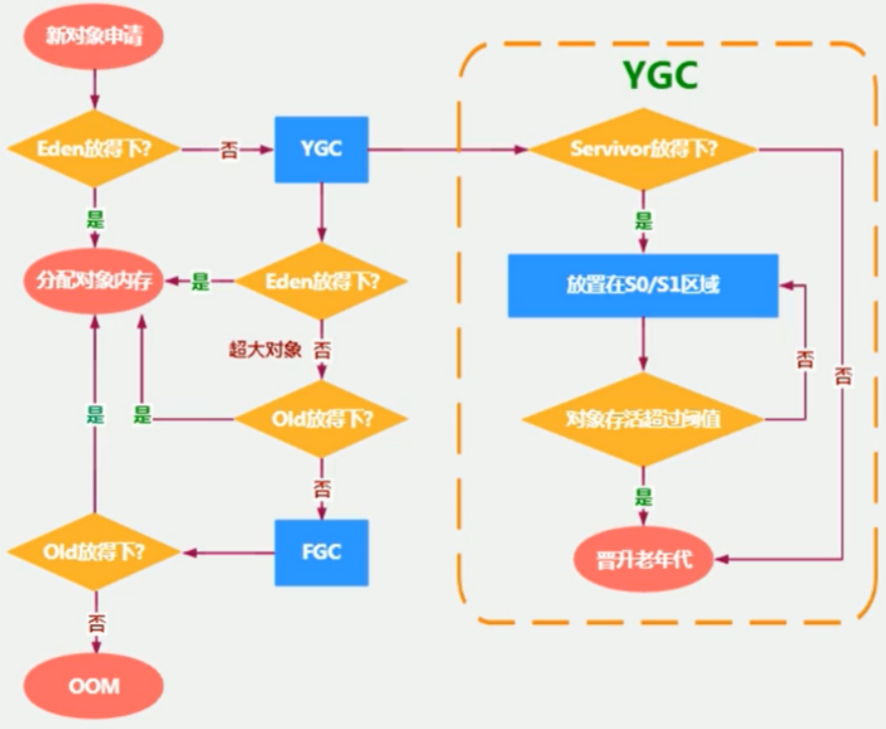 新对象申请
Eden放得下?
否
YGC
是
分配对象内存
是
Eden放得下?
超大对象
否
Old放得下?
是
是
否
Old放得下?
FGC
否
OOM
YGC
Servivor放得下?
是
放置在S0/S1区域
否
否
对象存活超过阈值
是
晋升老年代